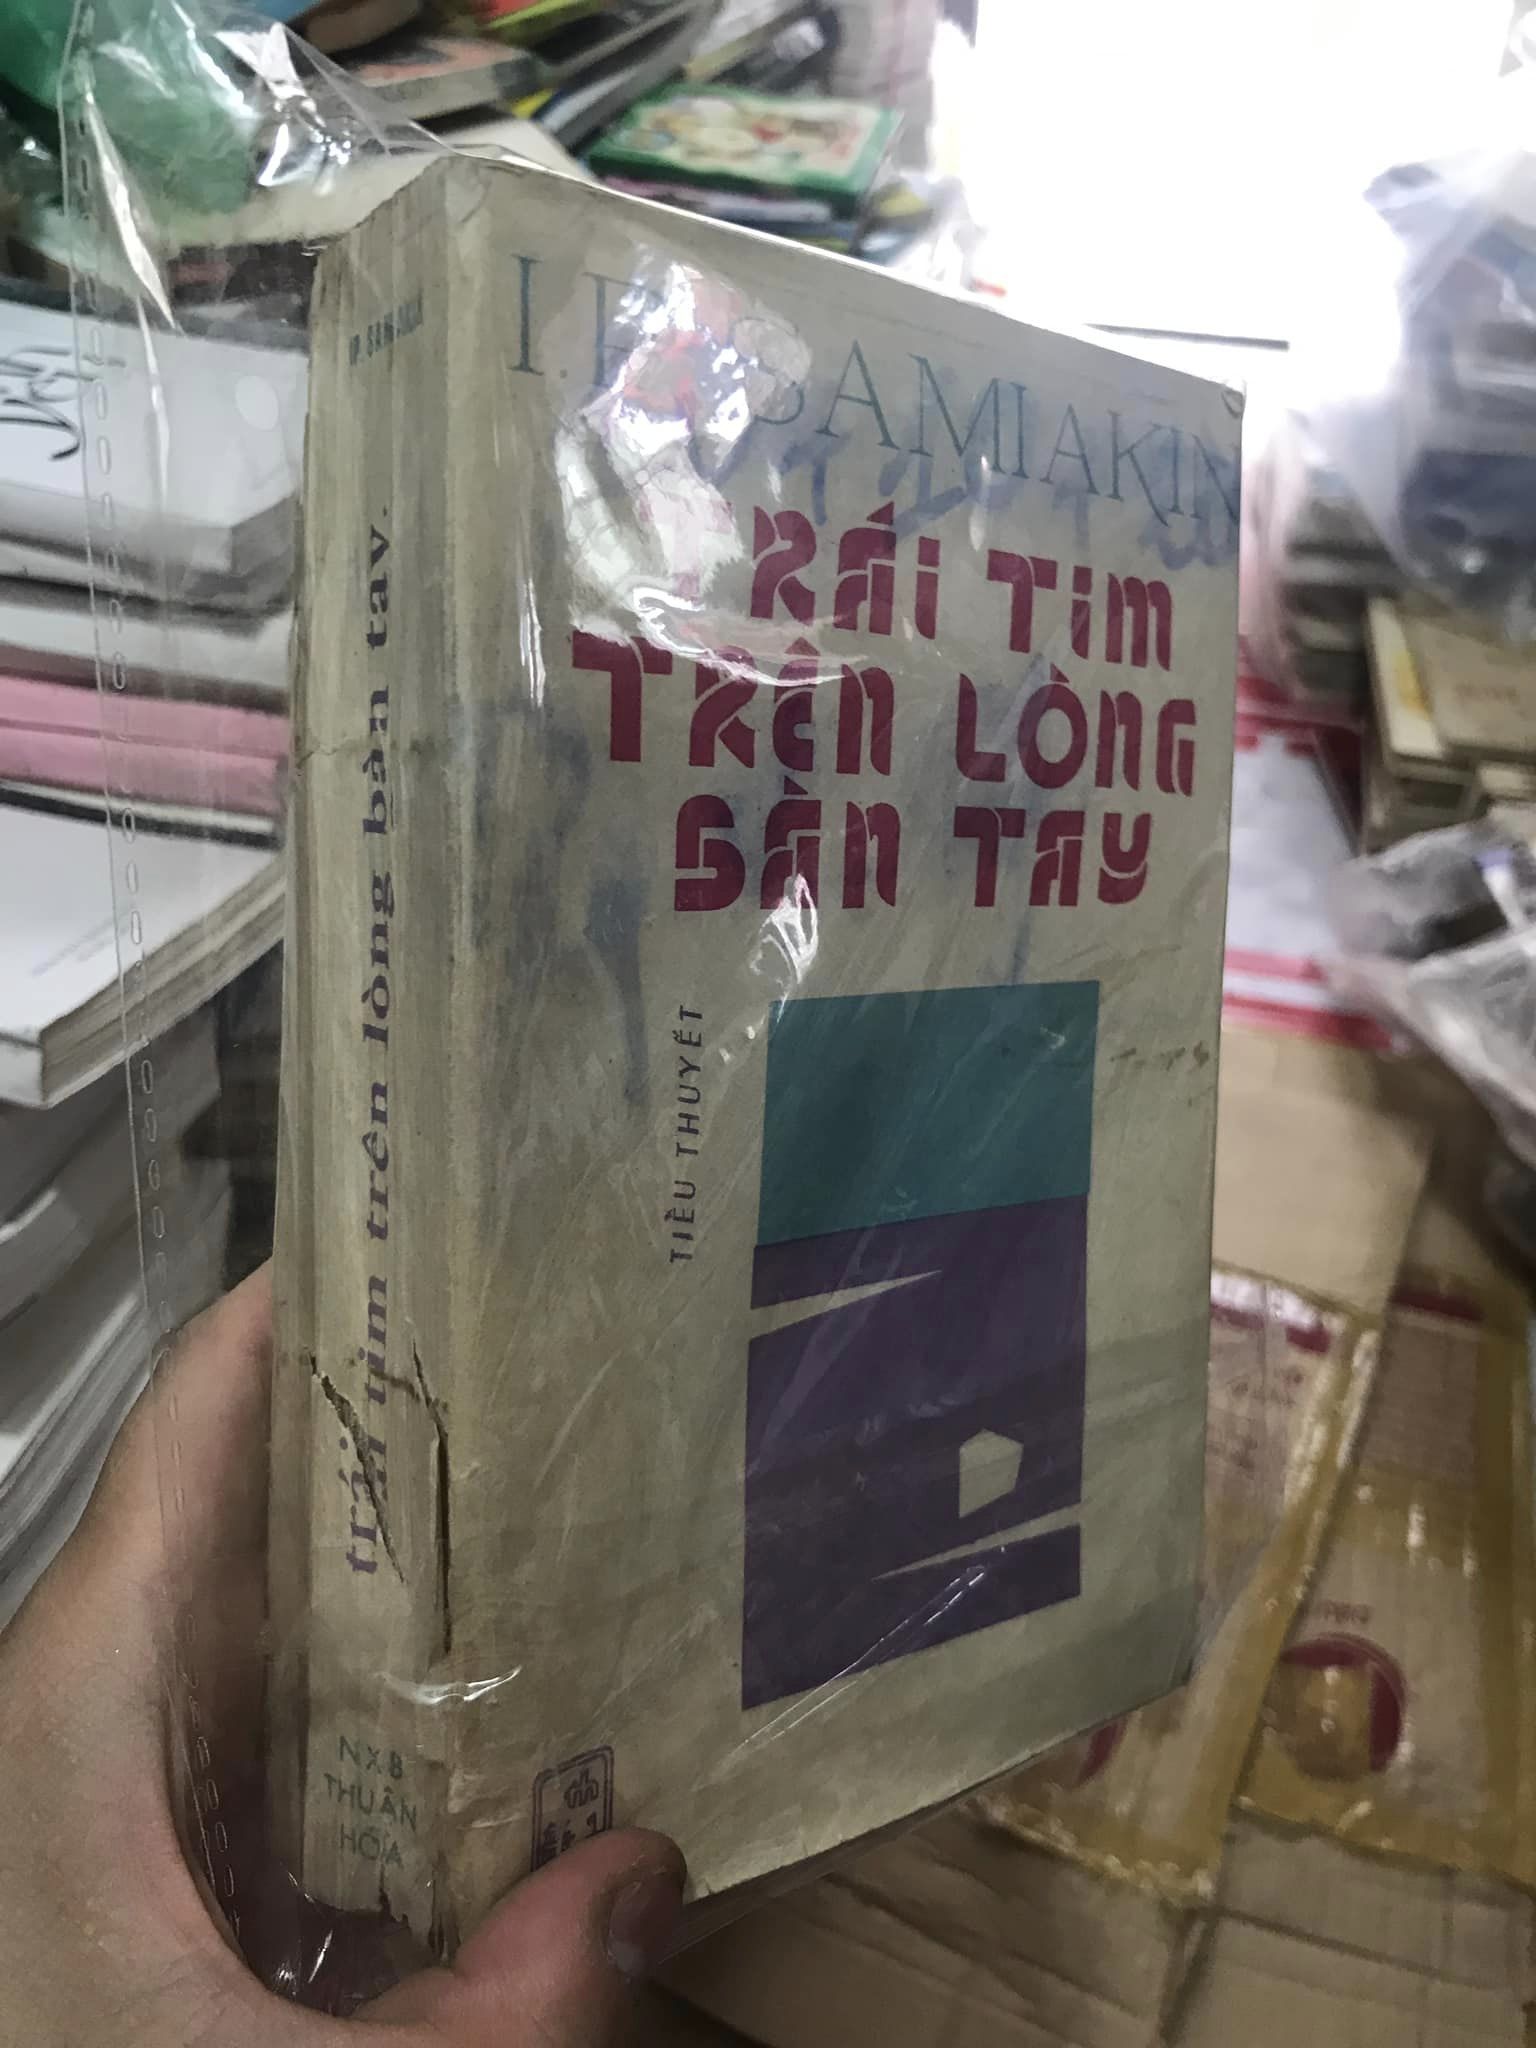 I. P. SAMIAKIN
TRÁI TIM
TRÊN LÒNG
BÀN TAY
TIỂU THUYẾT
trái tim trên lòng bàn tay.
NXB
THUẬN
HÓA